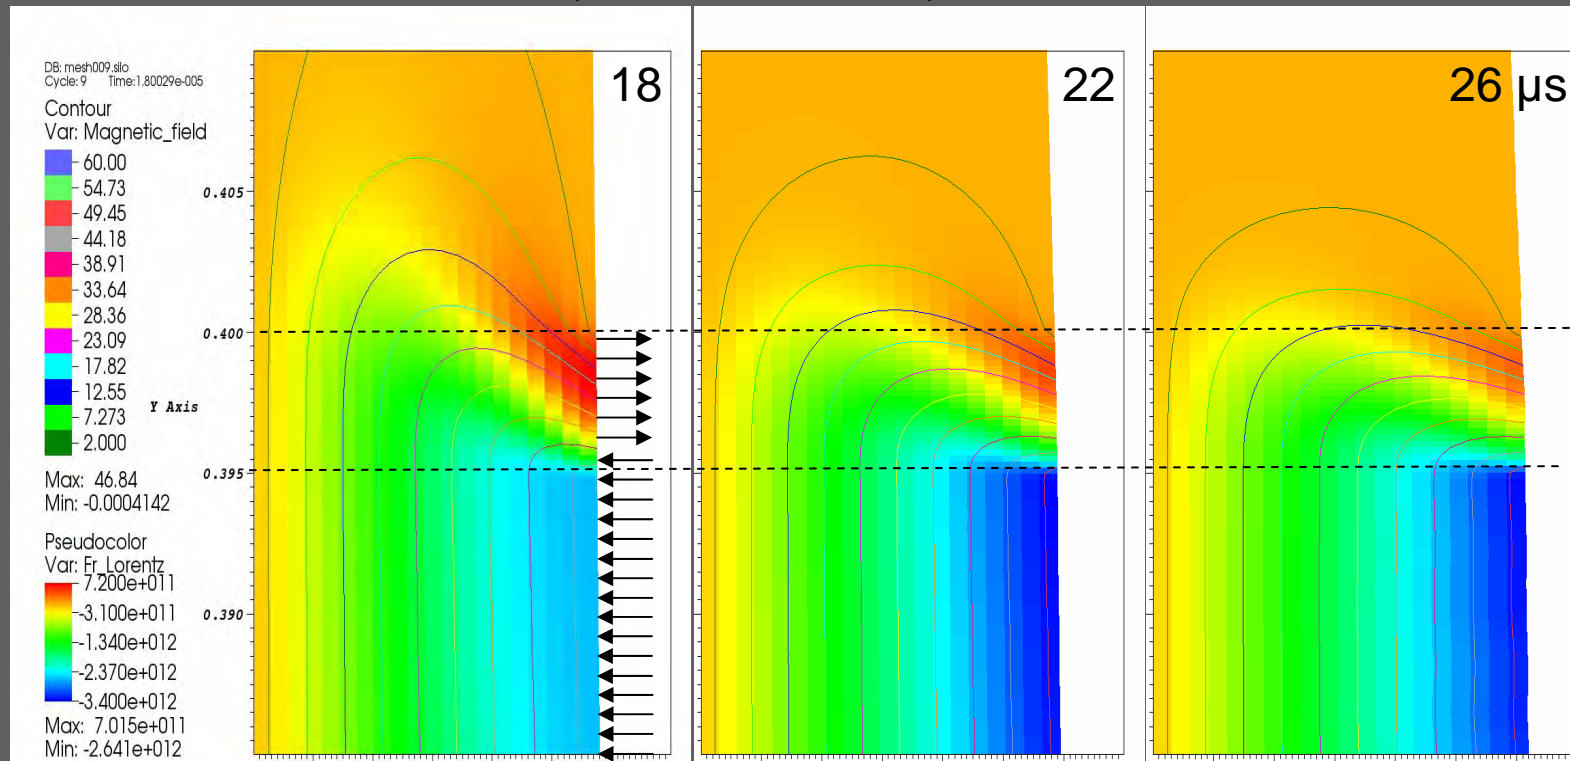 DB: mesh009.silo
Cycle: 9 Time:1.80029e-005
Contour
Var: Magnetic_field
60.00
54.73
49.45
44.18
38.91
33.64
28.36
23.09
17.82
12.55
7.273
2.000
Max: 46.84
Min: -0.0004142
Pseudocolor
Var: Fr_Lorentz
7.200e+011
-3.100e+011
-1.340e+012
-2.370e+012
-3.400e+012
Max: 7.015e+011
Min: -2.641e+012
0.405
0.400
Y Axis
0.395
0.390
18
22
26 µs